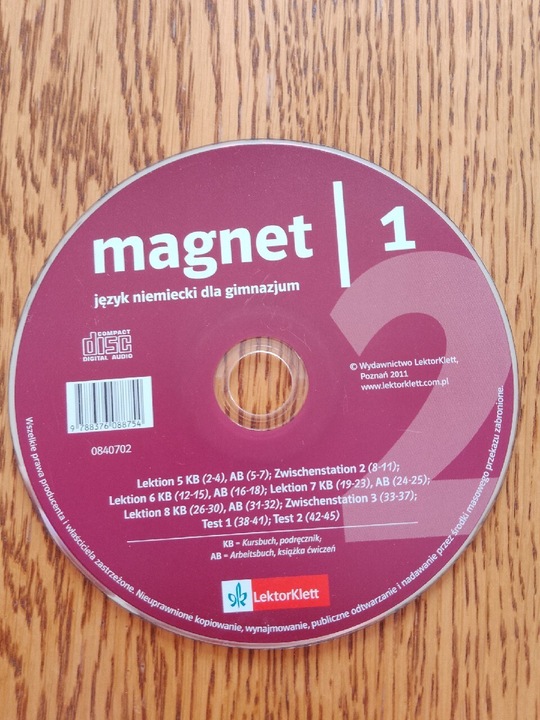 magnet | 1
język niemiecki dla gimnazjum
2
COMPACT
disc
DIGITAL AUDIO
© Wydawnictwo LektorKlett,
Poznań 2011
www.lektorklett.com.pl
9 788376 088754
0840702
Lektion 5 KB (2-4), AB (5-7); Zwischenstation 2 (8-11);
Lektion 6 KB (12-15), AB (16-18); Lektion 7 KB (19-23), AB (24-25);
Lektion 8 KB (26-30), AB (31-32); Zwischenstation 3 (33-37);
Test 1 (38-41); Test 2 (42-45)
KB = Kursbuch, podręcznik;
AB = Arbeitsbuch, książka ćwiczeń
LektorKlett
Wszelkie prawa producenta i właściciela zastrzeżone. Nieuprawnione kopiowanie, wynajmowanie, publiczne odtwarzanie i nadawanie przez środki masowego przekazu zabronione.